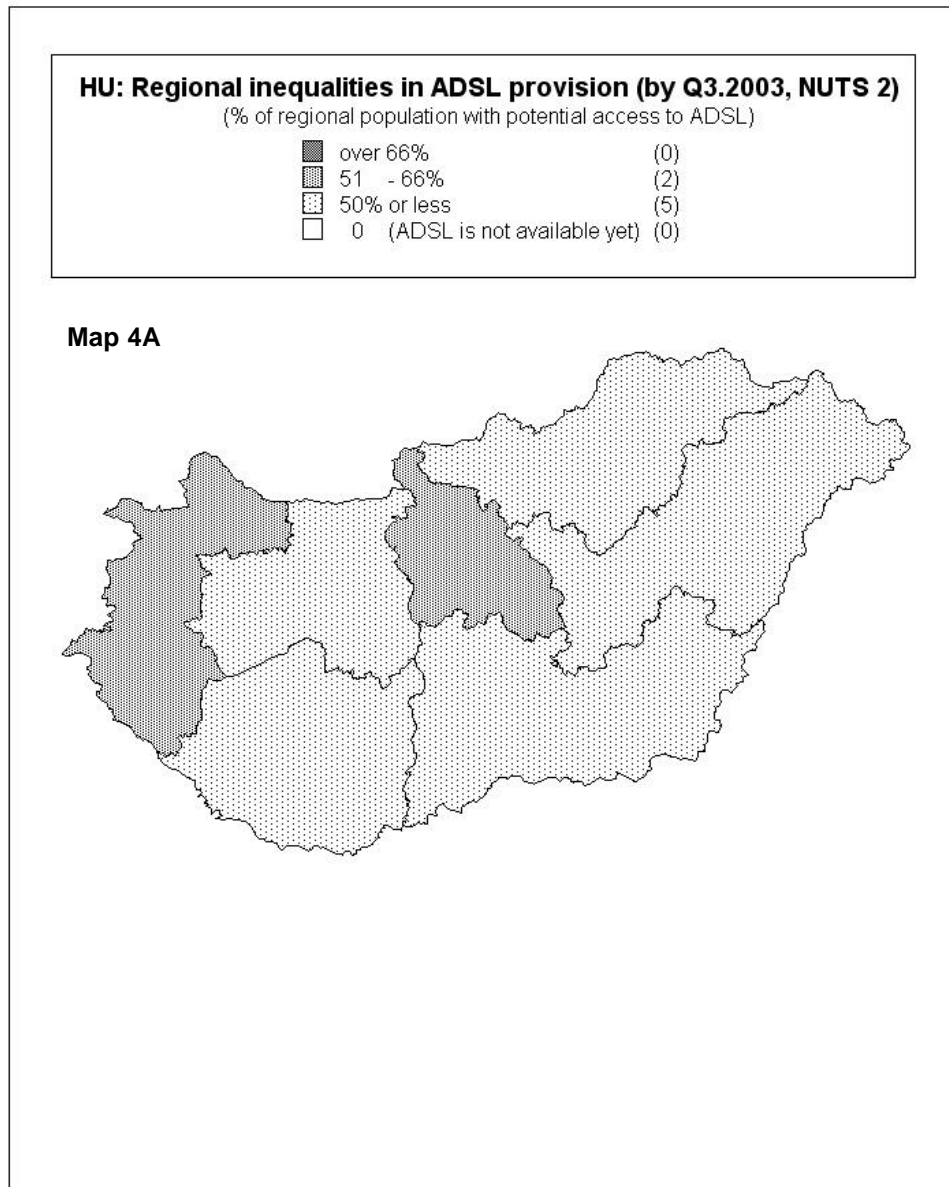 HU: Regional inequalities in ADSL provision (by Q3.2003, NUTS 2)
(% of regional population with potential access to ADSL)
over 66% (0)
51 - 66% (2)
50% or less (5)
0 (ADSL is not available yet) (0)
Map 4A